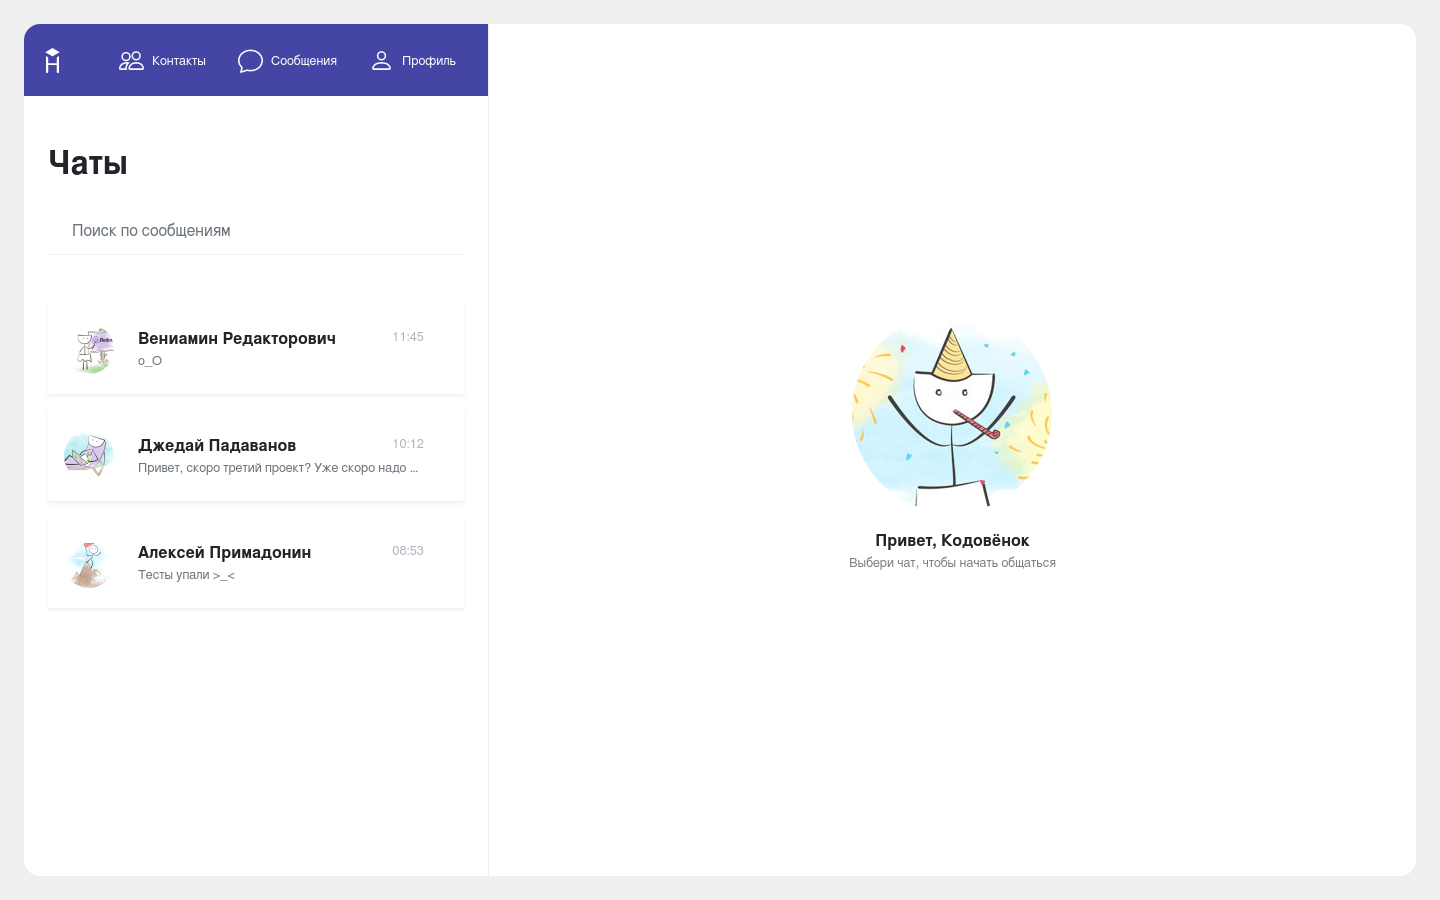 Контакты
Сообщения
Профиль
Чаты
Поиск по сообщениям
Вениамин Редакторович
11:45
о_О
Джедай Падаванов
10:12
Привет, скоро третий проект? Уже скоро надо ...
Алексей Примадонин
08:53
Тесты упали >_<
Привет, Кодовёнок
Выбери чат, чтобы начать общаться